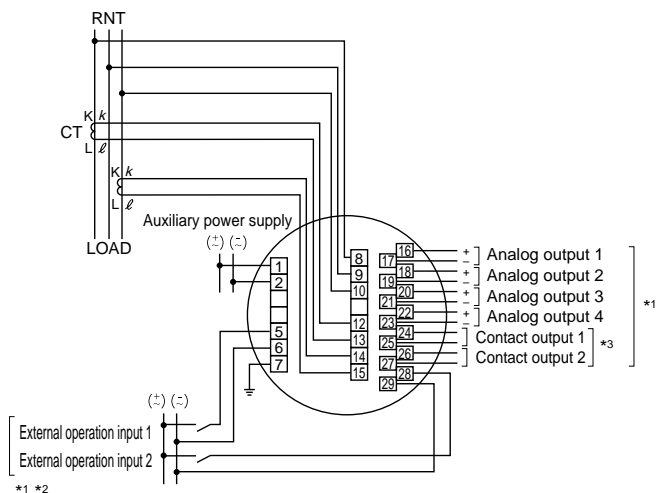 RNT
K k
CT
L ℓ
K k
L ℓ
LOAD
Auxiliary power supply
(±) (-)
1
2
5
6
7
8
9
10
12
13
14
15
16
17
18
19
20
21
22
23
24
25
26
27
28
29
+
− Analog output 1
+
− Analog output 2
+
− Analog output 3
+
− Analog output 4
Contact output 1
Contact output 2
*3
*1
(±) (-)
External operation input 1
External operation input 2
*1 *2